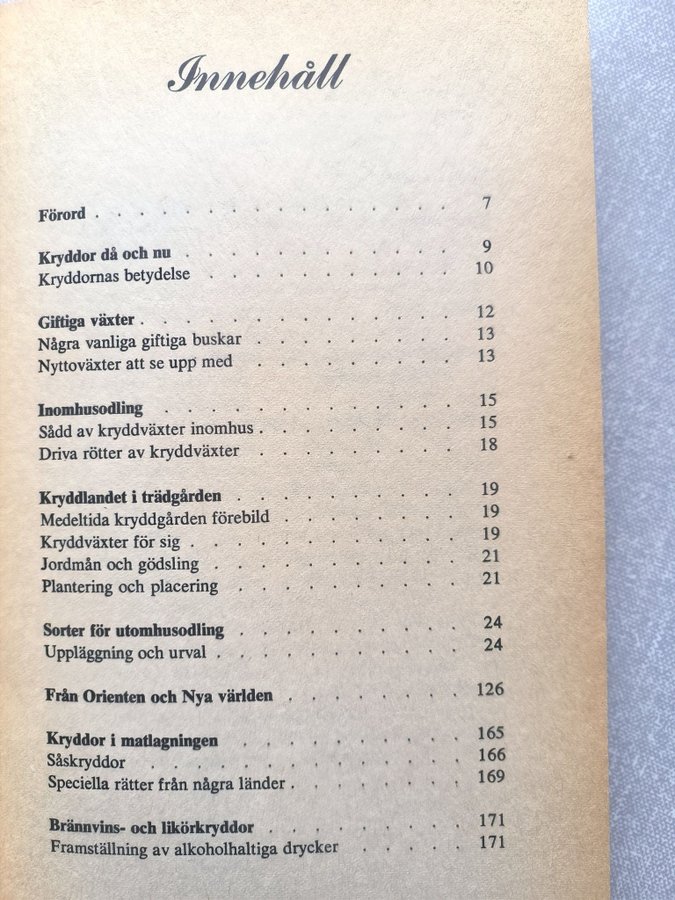 Innehåll
Förord . . . . . . . . . . . . . . . . 7
Kryddor då och nu . . . . . . . . . . . . 9
Kryddornas betydelse . . . . . . . . . . . 10
Giftiga växter . . . . . . . . . . . . . . 12
Några vanliga giftiga buskar . . . . . . . . . 13
Nyttoväxter att se upp med . . . . . . . . . 13
Inomhusodling . . . . . . . . . . . . . 15
Sådd av kryddväxter inomhus . . . . . . . . . 15
Driva rötter av kryddväxter . . . . . . . . . 18
Kryddlandet i trädgården . . . . . . . . . . 19
Medeltida kryddgården förebild . . . . . . . . 19
Kryddväxter för sig . . . . . . . . . . . . 19
Jordmån och gödsling . . . . . . . . . . . 21
Plantering och placering . . . . . . . . . . 21
Sorter för utomhusodling . . . . . . . . . . 24
Uppläggning och urval . . . . . . . . . . . 24
Från Orienten och Nya världen . . . . . . . . 126
Kryddor i matlagningen . . . . . . . . . . 165
Såskryddor . . . . . . . . . . . . . . 166
Speciella rätter från några länder . . . . . . . . 169
Brännvins- och likörkryddor . . . . . . . . . 171
Framställning av alkoholhaltiga drycker . . . . . 171